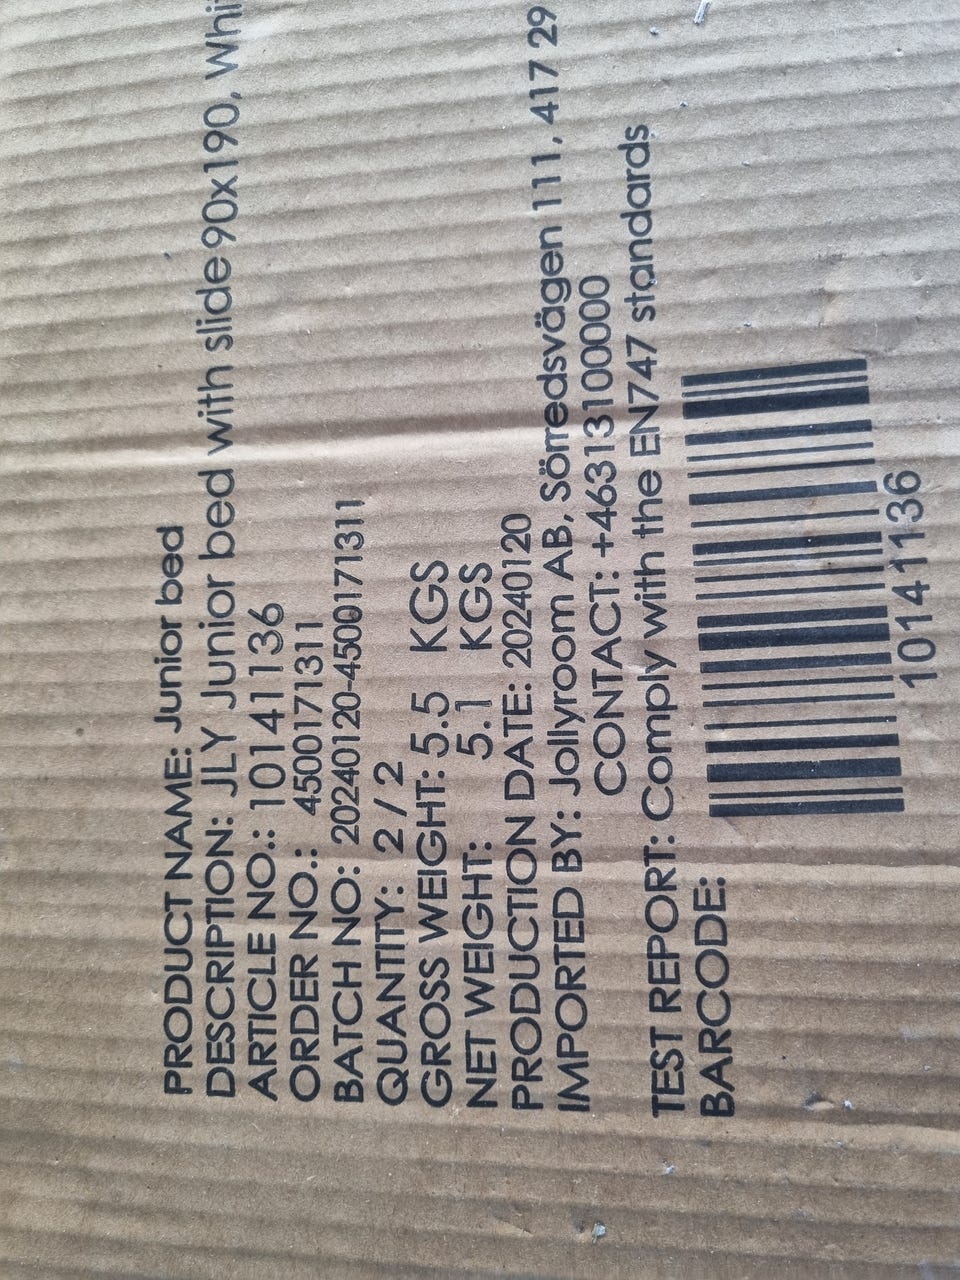 PRODUCT NAME: Junior bed
DESCRIPTION: JLY Junior bed with slide 90x190,
ARTICLE NO.: 10141136
ORDER NO.: 4500171311
BATCH NO: 20240120-4500171311
QUANTITY: 2 / 2
GROSS WEIGHT: 5.5 KGS
NET WEIGHT: 5.1 KGS
PRODUCTION DATE: 20240120
IMPORTED BY: Jollyroom AB, Sörredsvägen 111, 417 29
CONTACT: +46313100000
TEST REPORT: Comply with the EN747 standards
BARCODE:
10141136